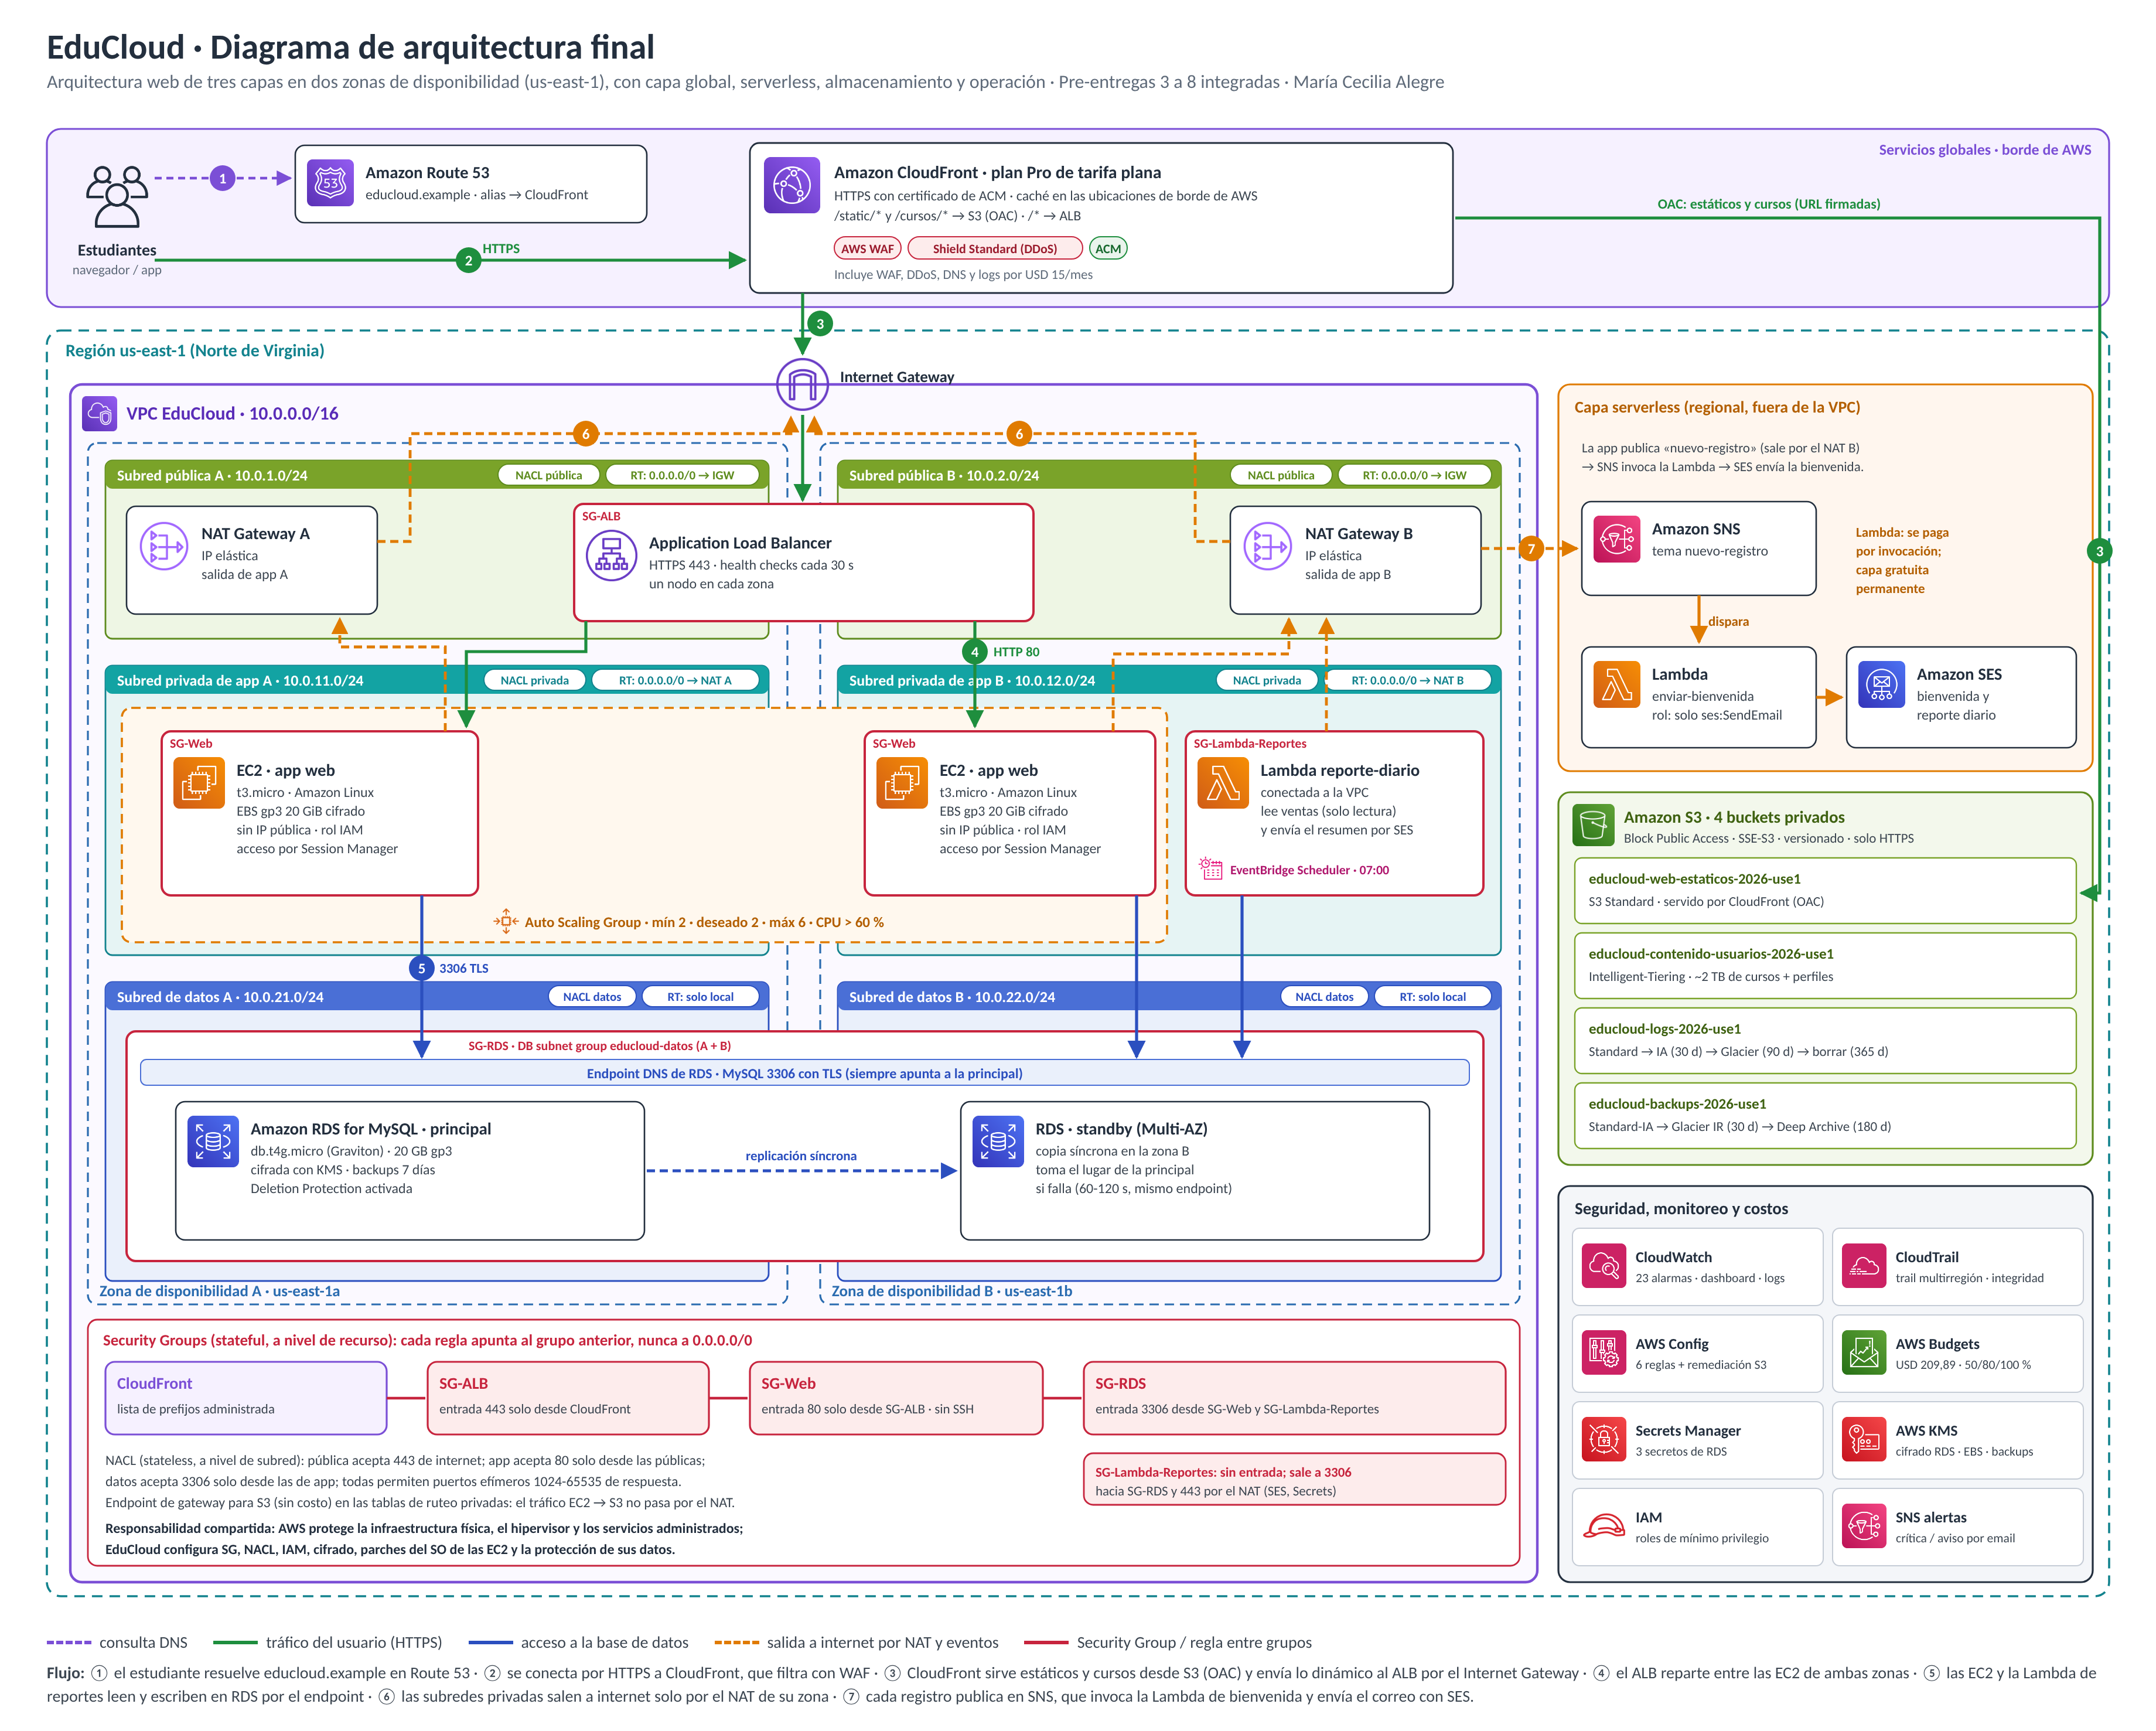 EduCloud · Diagrama de arquitectura final
Arquitectura web de tres capas en dos zonas de disponibilidad (us-east-1), con capa global, serverless, almacenamiento y operación · Pre-entregas 3 a 8 integradas · María Cecilia Alegre
Servicios globales · borde de AWS
1
53
Amazon Route 53
educloud.example · alias → CloudFront
Estudiantes
navegador / app
2
HTTPS
Amazon CloudFront · plan Pro de tarifa plana
HTTPS con certificado de ACM · caché en las ubicaciones de borde de AWS
/static/* y /cursos/* → S3 (OAC) · /* → ALB
AWS WAF
Shield Standard (DDoS)
ACM
Incluye WAF, DDoS, DNS y logs por USD 15/mes
OAC: estáticos y cursos (URL firmadas)
3
Región us-east-1 (Norte de Virginia)
Internet Gateway
VPC EduCloud · 10.0.0.0/16
6
6
Subred pública A · 10.0.1.0/24
NACL pública
RT: 0.0.0.0/0 → IGW
Subred pública B · 10.0.2.0/24
NACL pública
RT: 0.0.0.0/0 → IGW
NAT Gateway A
IP elástica
salida de app A
SG-ALB
Application Load Balancer
HTTPS 443 · health checks cada 30 s
un nodo en cada zona
NAT Gateway B
IP elástica
salida de app B
7
3
4
HTTP 80
Subred privada de app A · 10.0.11.0/24
NACL privada
RT: 0.0.0.0/0 → NAT A
Subred privada de app B · 10.0.12.0/24
NACL privada
RT: 0.0.0.0/0 → NAT B
SG-Web
EC2 · app web
t3.micro · Amazon Linux
EBS gp3 20 GiB cifrado
sin IP pública · rol IAM
acceso por Session Manager
SG-Web
EC2 · app web
t3.micro · Amazon Linux
EBS gp3 20 GiB cifrado
sin IP pública · rol IAM
acceso por Session Manager
SG-Lambda-Reportes
Lambda reporte-diario
conectada a la VPC
lee ventas (solo lectura)
y envía el resumen por SES
EventBridge Scheduler · 07:00
Auto Scaling Group · mín 2 · deseado 2 · máx 6 · CPU > 60 %
5
3306 TLS
Subred de datos A · 10.0.21.0/24
NACL datos
RT: solo local
Subred de datos B · 10.0.22.0/24
NACL datos
RT: solo local
SG-RDS · DB subnet group educloud-datos (A + B)
Endpoint DNS de RDS · MySQL 3306 con TLS (siempre apunta a la principal)
Amazon RDS for MySQL · principal
db.t4g.micro (Graviton) · 20 GB gp3
cifrada con KMS · backups 7 días
Deletion Protection activada
replicación síncrona
RDS · standby (Multi-AZ)
copia síncrona en la zona B
toma el lugar de la principal
si falla (60-120 s, mismo endpoint)
Zona de disponibilidad A · us-east-1a
Zona de disponibilidad B · us-east-1b
Security Groups (stateful, a nivel de recurso): cada regla apunta al grupo anterior, nunca a 0.0.0.0/0
CloudFront
lista de prefijos administrada
SG-ALB
entrada 443 solo desde CloudFront
SG-Web
entrada 80 solo desde SG-ALB · sin SSH
SG-RDS
entrada 3306 desde SG-Web y SG-Lambda-Reportes
NACL (stateless, a nivel de subred): pública acepta 443 de internet; app acepta 80 solo desde las públicas;
datos acepta 3306 solo desde las de app; todas permiten puertos efímeros 1024-65535 de respuesta.
Endpoint de gateway para S3 (sin costo) en las tablas de ruteo privadas: el tráfico EC2 → S3 no pasa por el NAT.
Responsabilidad compartida: AWS protege la infraestructura física, el hipervisor y los servicios administrados;
EduCloud configura SG, NACL, IAM, cifrado, parches del SO de las EC2 y la protección de sus datos.
SG-Lambda-Reportes: sin entrada; sale a 3306
hacia SG-RDS y 443 por el NAT (SES, Secrets)
Capa serverless (regional, fuera de la VPC)
La app publica «nuevo-registro» (sale por el NAT B)
→ SNS invoca la Lambda → SES envía la bienvenida.
Amazon SNS
tema nuevo-registro
Lambda: se paga
por invocación;
capa gratuita
permanente
dispara
Lambda
enviar-bienvenida
rol: solo ses:SendEmail
Amazon SES
bienvenida y
reporte diario
Amazon S3 · 4 buckets privados
Block Public Access · SSE-S3 · versionado · solo HTTPS
educloud-web-estaticos-2026-use1
S3 Standard · servido por CloudFront (OAC)
educloud-contenido-usuarios-2026-use1
Intelligent-Tiering · ~2 TB de cursos + perfiles
educloud-logs-2026-use1
Standard → IA (30 d) → Glacier (90 d) → borrar (365 d)
educloud-backups-2026-use1
Standard-IA → Glacier IR (30 d) → Deep Archive (180 d)
Seguridad, monitoreo y costos
CloudWatch
23 alarmas · dashboard · logs
CloudTrail
trail multirregión · integridad
AWS Config
6 reglas + remediación S3
AWS Budgets
USD 209,89 · 50/80/100 %
Secrets Manager
3 secretos de RDS
AWS KMS
cifrado RDS · EBS · backups
IAM
roles de mínimo privilegio
SNS alertas
crítica / aviso por email
consulta DNS
tráfico del usuario (HTTPS)
acceso a la base de datos
salida a internet por NAT y eventos
Security Group / regla entre grupos
Flujo: ① el estudiante resuelve educloud.example en Route 53 · ② se conecta por HTTPS a CloudFront, que filtra con WAF · ③ CloudFront sirve estáticos y cursos desde S3 (OAC) y envía lo dinámico al ALB por el Internet Gateway · ④ el ALB reparte entre las EC2 de ambas zonas · ⑤ las EC2 y la Lambda de
reportes leen y escriben en RDS por el endpoint · ⑥ las subredes privadas salen a internet solo por el NAT de su zona · ⑦ cada registro publica en SNS, que invoca la Lambda de bienvenida y envía el correo con SES.